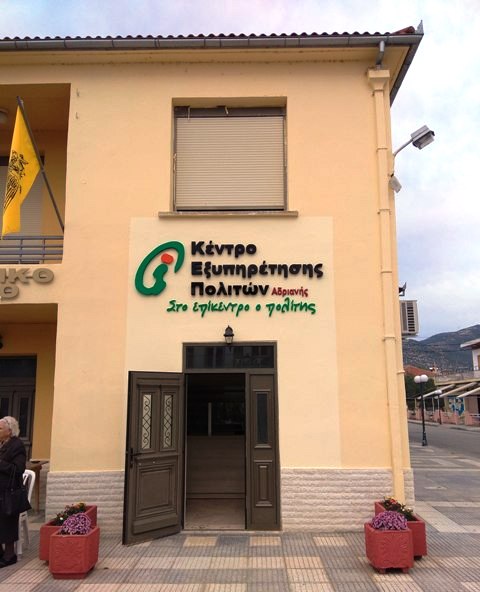 Κέντρο
Εξυπηρέτησης
Πολιτών Αδριανής
Στο επίκεντρο ο πολίτης